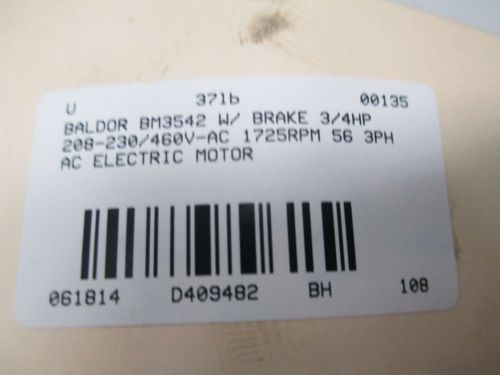 U 37lb 00135
BALDOR BM3542 W/ BRAKE 3/4HP
208-230/460V-AC 1725RPM 56 3PH
AC ELECTRIC MOTOR
061814 D409482 BH 108